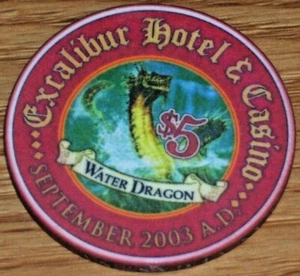 Excalibur Hotel & Casino
$5
WATER DRAGON
SEPTEMBER 2003 A.D.